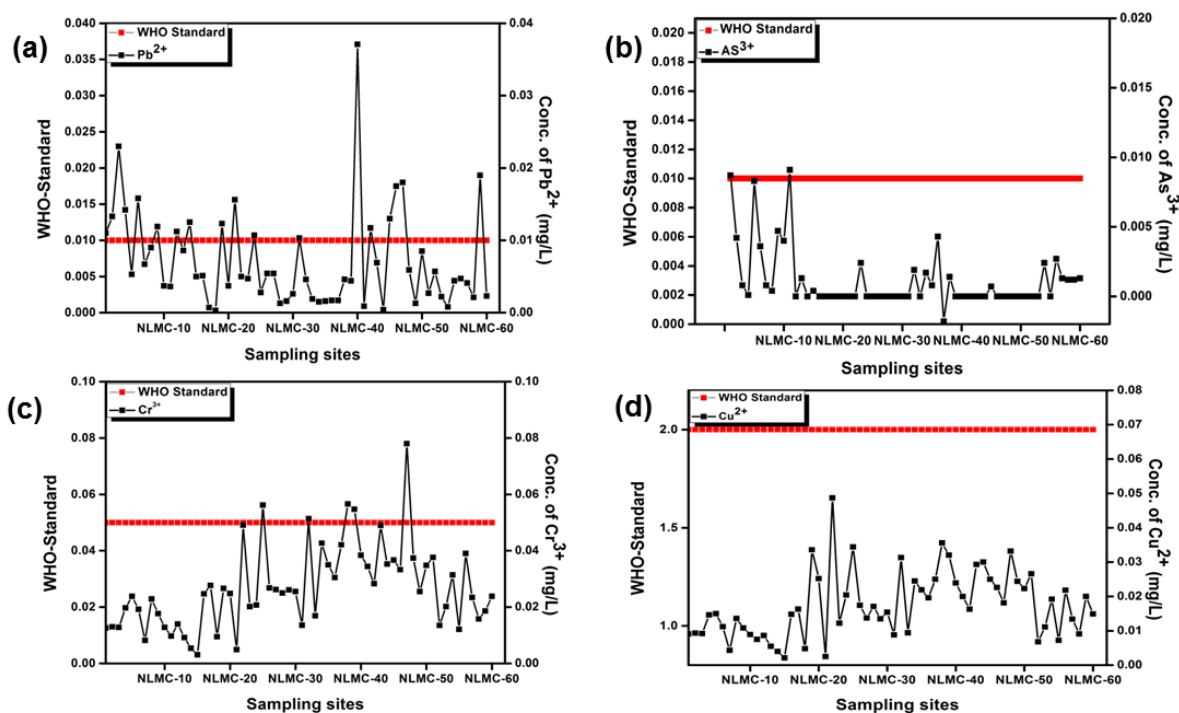 (a)
WHO Standard
Pb2+
0.040
0.035
0.030
0.025
0.020
0.015
0.010
0.005
0.000
WHO-Standard
0.04
0.03
0.02
0.01
0.00
Conc. of Pb2+ (mg/L)
NLMC-10 NLMC-20 NLMC-30 NLMC-40 NLMC-50 NLMC-60
Sampling sites
(b)
WHO Standard
AS3+
0.020
0.018
0.016
0.014
0.012
0.010
0.008
0.006
0.004
0.002
0.000
WHO-Standard
0.020
0.015
0.010
0.005
0.000
Conc. of As3+ (mg/L)
NLMC-10 NLMC-20 NLMC-30 NLMC-40 NLMC-50 NLMC-60
Sampling sites
(c)
WHO Standard
Cr3+
0.10
0.08
0.06
0.04
0.02
0.00
WHO-Standard
0.10
0.08
0.06
0.04
0.02
0.00
Conc. of Cr3+ (mg/L)
NLMC-10 NLMC-20 NLMC-30 NLMC-40 NLMC-50 NLMC-60
Sampling sites
(d)
WHO Standard
Cu2+
2.0
1.5
1.0
WHO-Standard
0.08
0.07
0.06
0.05
0.04
0.03
0.02
0.01
0.00
Conc. of Cu2+ (mg/L)
NLMC-10 NLMC-20 NLMC-30 NLMC-40 NLMC-50 NLMC-60
Sampling sites